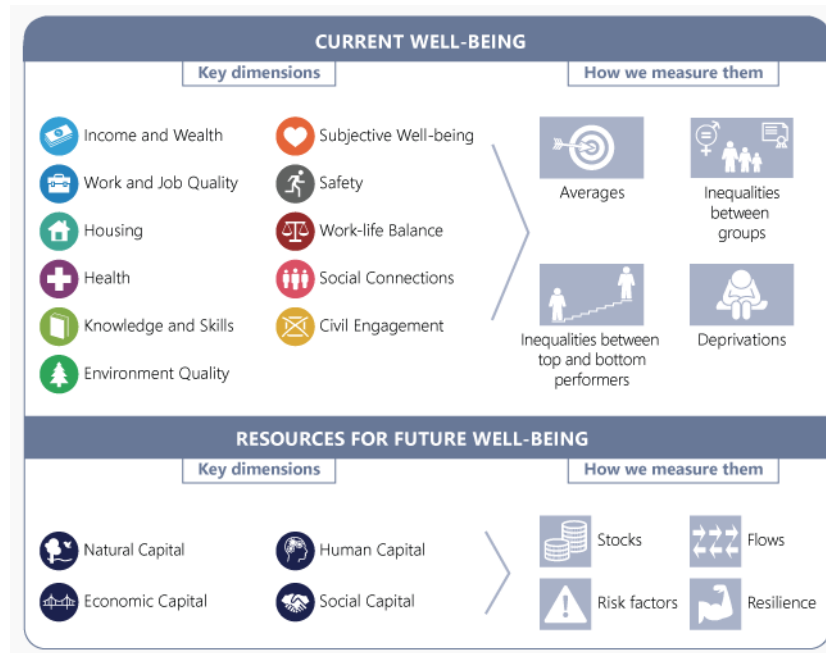 CURRENT WELL-BEING
Key dimensions
How we measure them
Income and Wealth
Subjective Well-being
Work and Job Quality
Safety
Housing
Work-life Balance
Health
Social Connections
Knowledge and Skills
Civil Engagement
Environment Quality
Averages
Inequalities
between
groups
Inequalities between
top and bottom
performers
Deprivations
RESOURCES FOR FUTURE WELL-BEING
Key dimensions
How we measure them
Natural Capital
Human Capital
Economic Capital
Social Capital
Stocks
Flows
Risk factors
Resilience